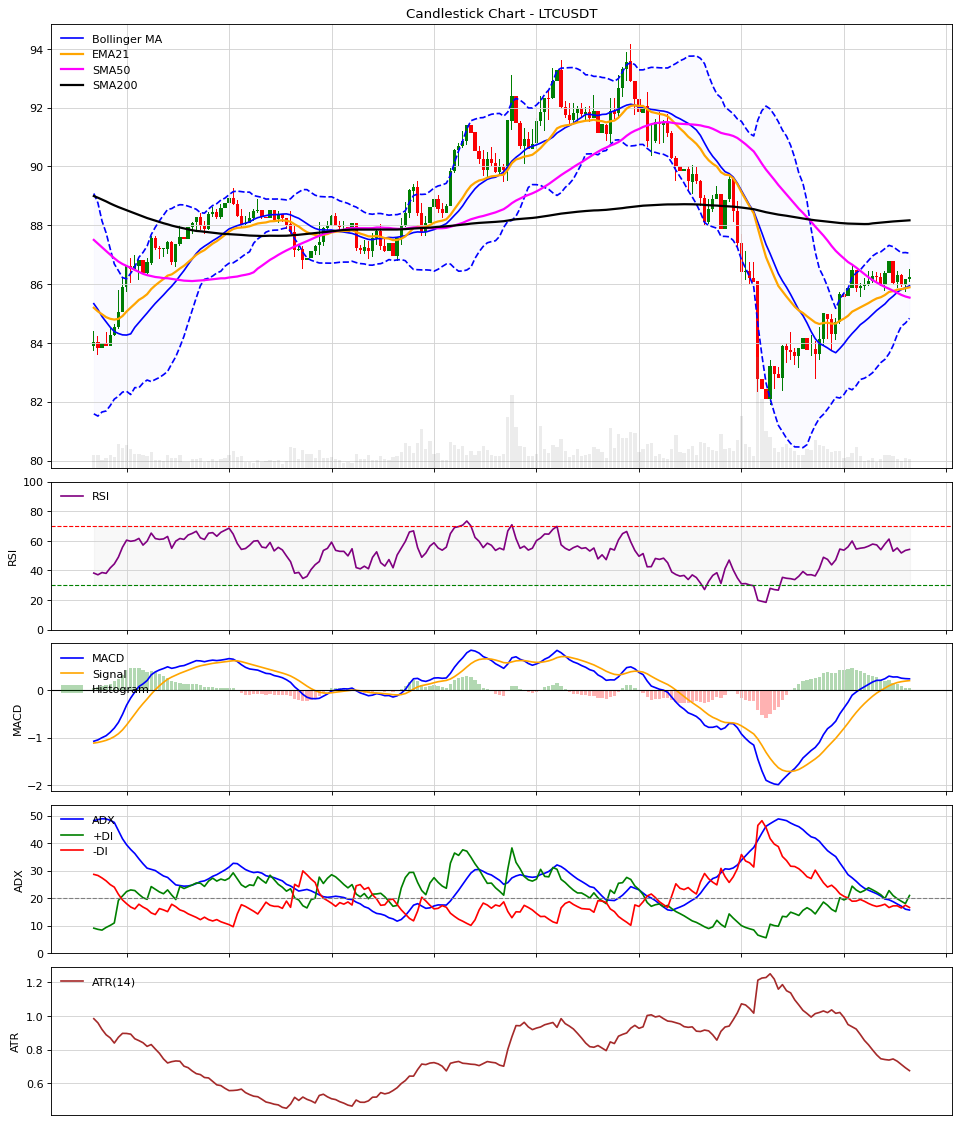 Candlestick Chart - LTCUSDT
Bollinger MA
EMA21
SMA50
SMA200
94
92
90
88
86
84
82
80
RSI
RSI
100
80
60
40
20
0
MACD
Signal
Histogram
MACD
0
−1
−2
ADX
+DI
-DI
ADX
50
40
30
20
10
0
ATR(14)
ATR
1.2
1.0
0.8
0.6